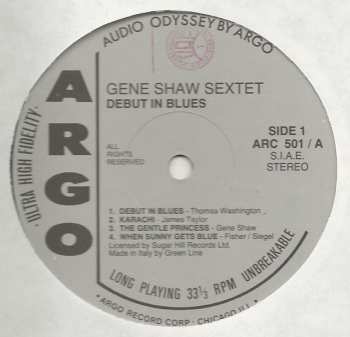 AUDIO ODYSSEY BY ARGO
ARGO
ULTRA HIGH FIDELITY·
GENE SHAW SEXTET
DEBUT IN BLUES
SIDE 1
ARC 501 / A
S.I.A.E.
STEREO
ALL
RIGHTS
RESERVED
1. DEBUT IN BLUES - Thomas Washington
2. KARACHI - James Taylor
3. THE GENTLE PRINCESS - Gene Shaw
4. WHEN SUNNY GETS BLUE - Fisher / Siegel
Licensed by Sugar Hill Records Ltd.
Made in Italy by Green Line
LONG PLAYING 33⅓ RPM UNBREAKABLE
ARGO RECORD CORP · CHICAGO ILL.